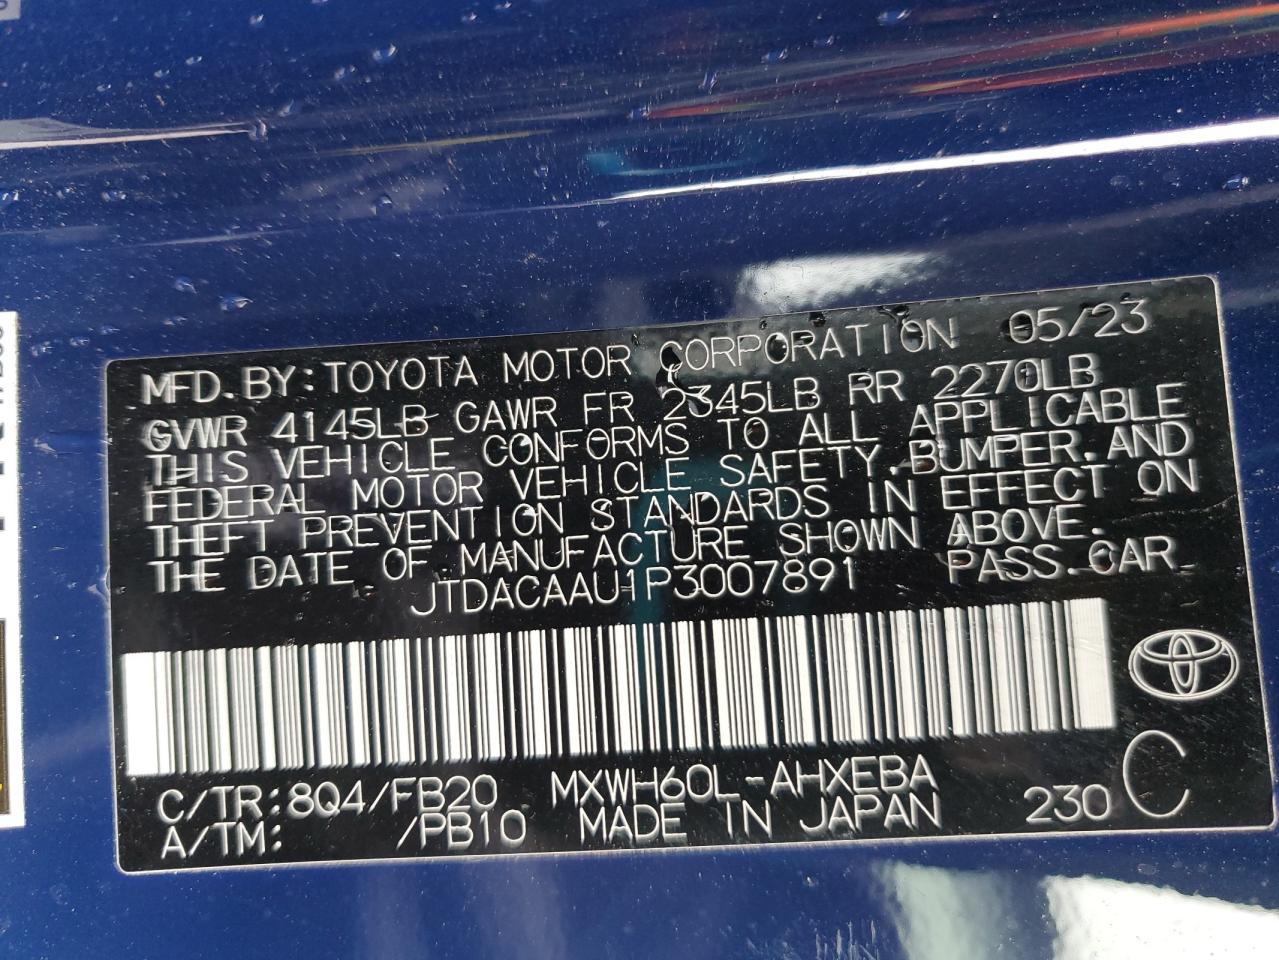 MFD. BY: TOYOTA MOTOR CORPORATION 05/23
GVWR 4145LB GAWR FR 2345LB RR 2270LB
THIS VEHICLE CONFORMS TO ALL APPLICABLE
FEDERAL MOTOR VEHICLE SAFETY, BUMPER, AND
THEFT PREVENTION STANDARDS IN EFFECT ON
THE DATE OF MANUFACTURE SHOWN ABOVE.
JTDACAAU1P3007891 PASS. CAR
C/TR: 8Q4/FB20 MXWH60L-AHXEBA
A/TM: /PB10 MADE IN JAPAN 230 C